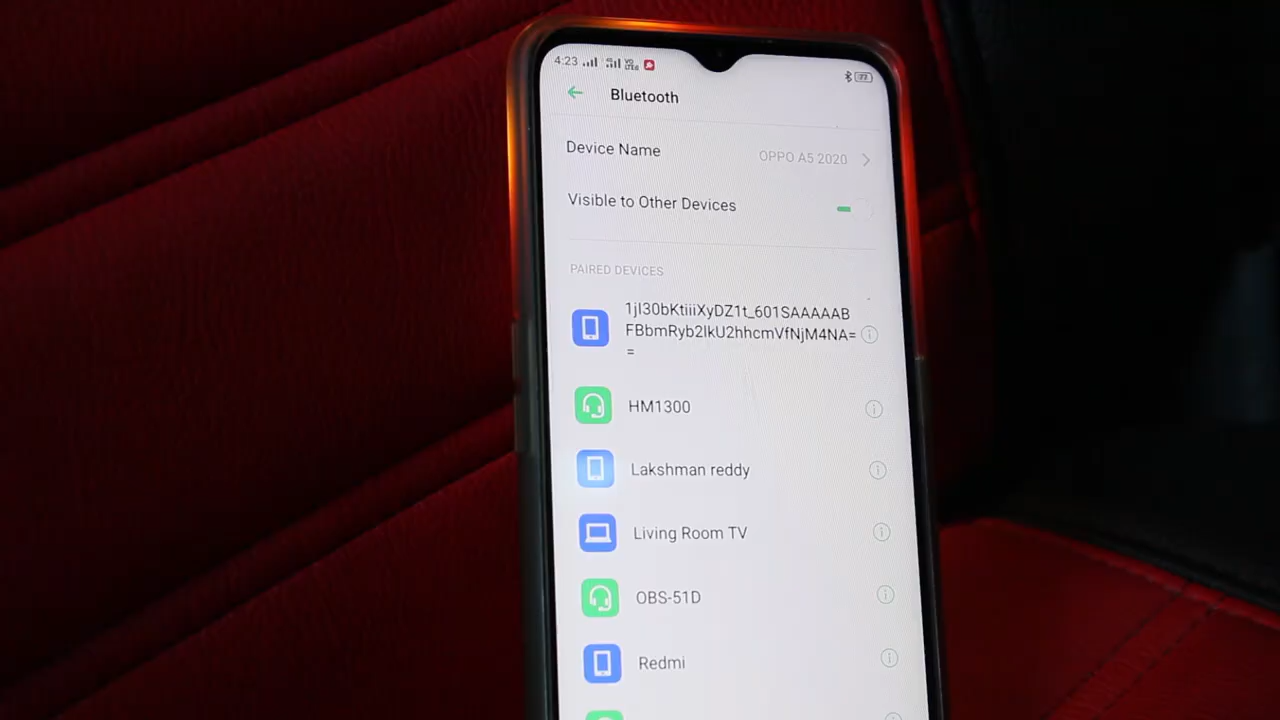 4:23
Bluetooth
Device Name
OPPO A5 2020
Visible to Other Devices
PAIRED DEVICES
1jI30bKtiiiXyDZ1t_601SAAAAAB
FBbmRyb2lkU2hhcmVfNjM4NA=
=
HM1300
Lakshman reddy
Living Room TV
OBS-51D
Redmi